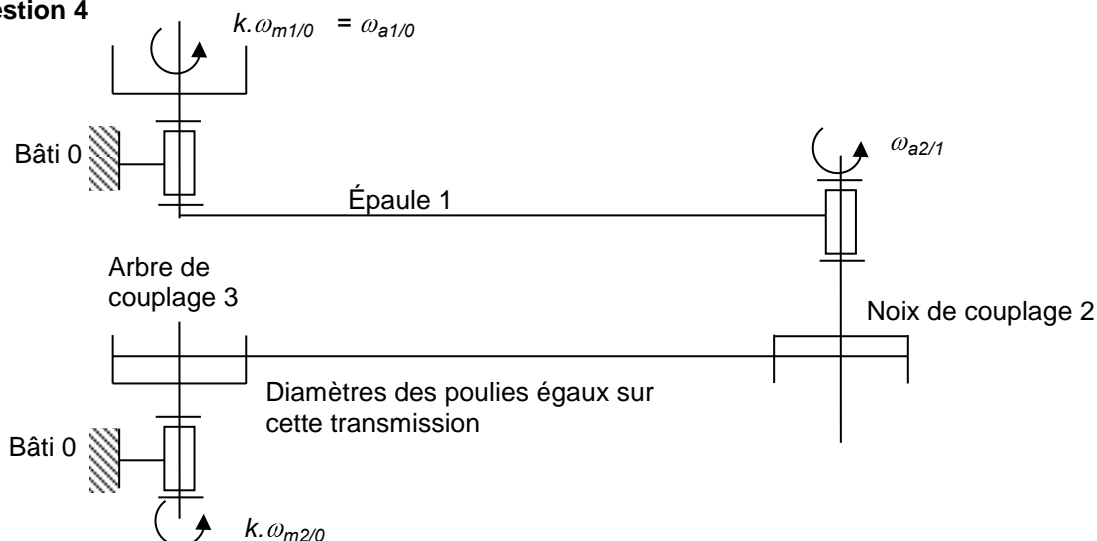 estion 4
k.ωm1/0 = ωa1/0
Bâti 0
ωa2/1
Épaule 1
Arbre de
couplage 3
Noix de couplage 2
Diamètres des poulies égaux sur
cette transmission
Bâti 0
k.ωm2/0